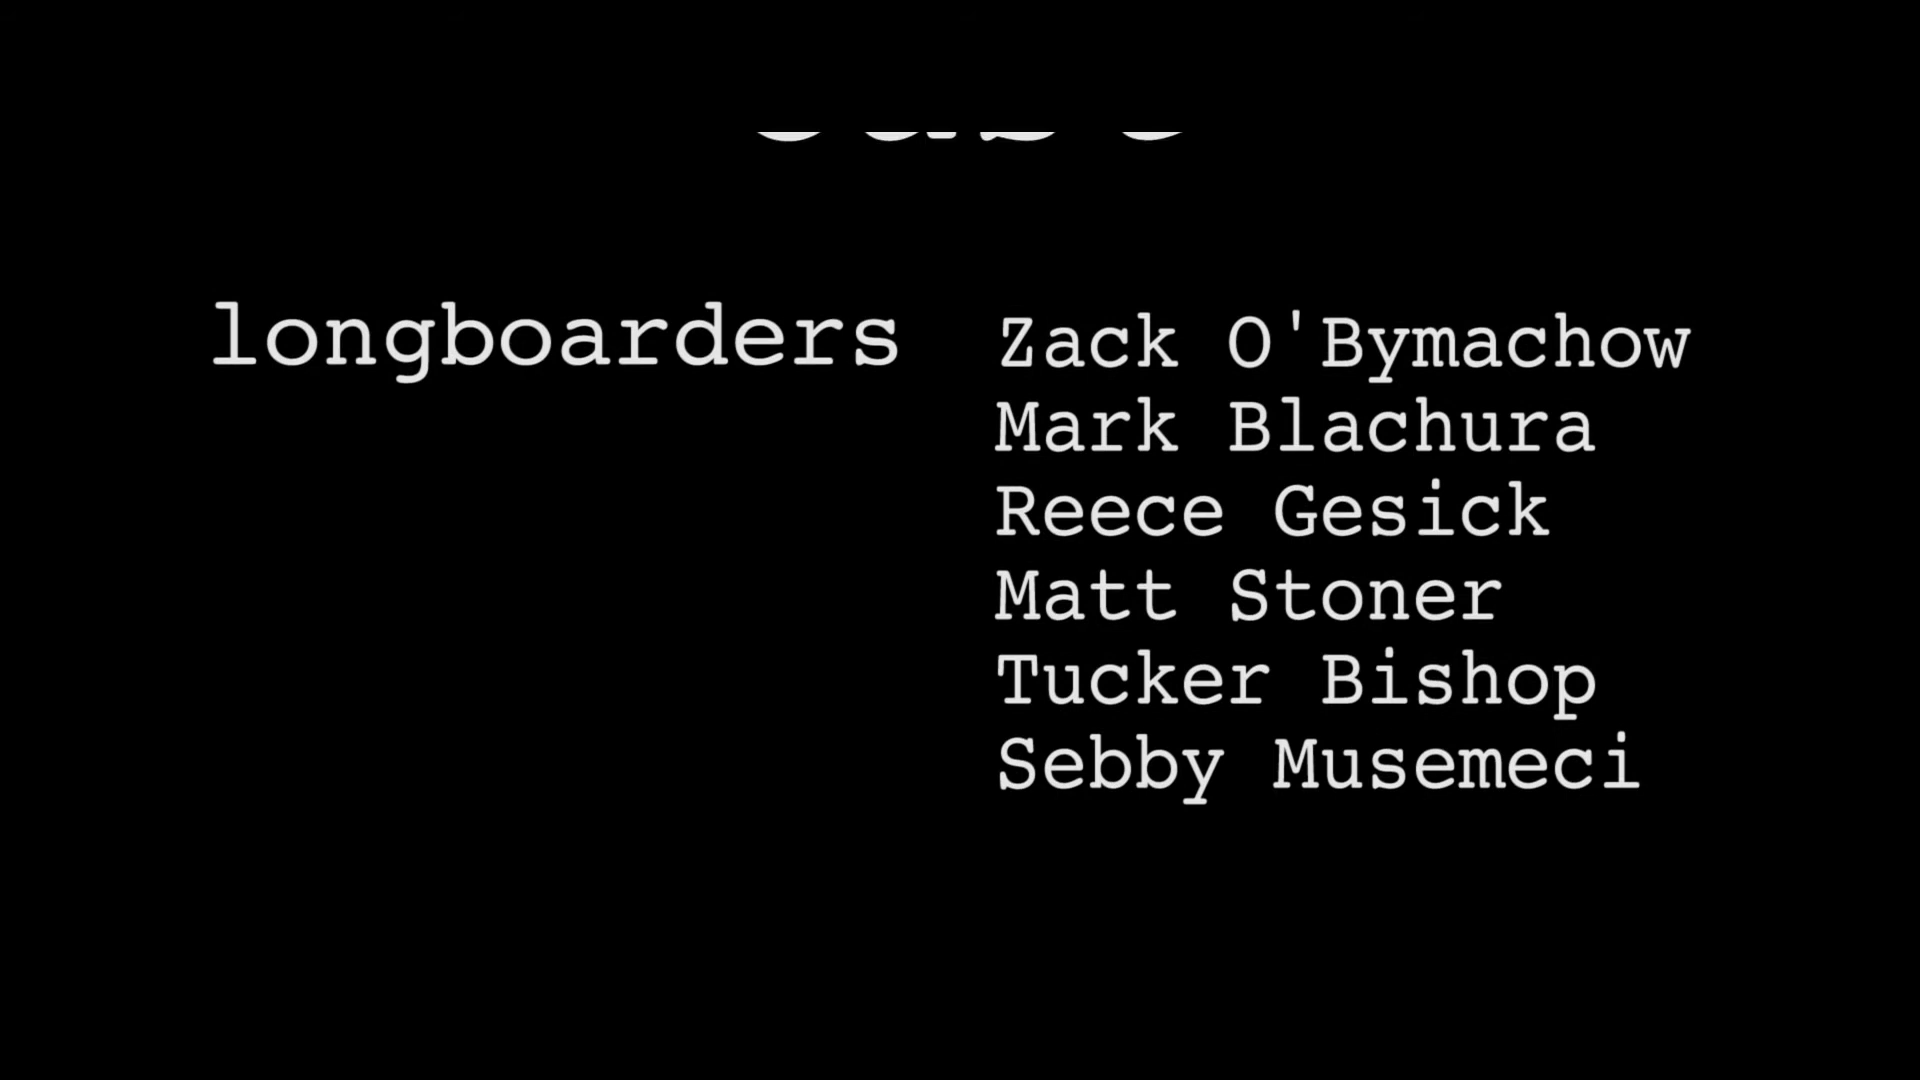 longboarders Zack O'Bymachow
Mark Blachura
Reece Gesick
Matt Stoner
Tucker Bishop
Sebby Musemeci